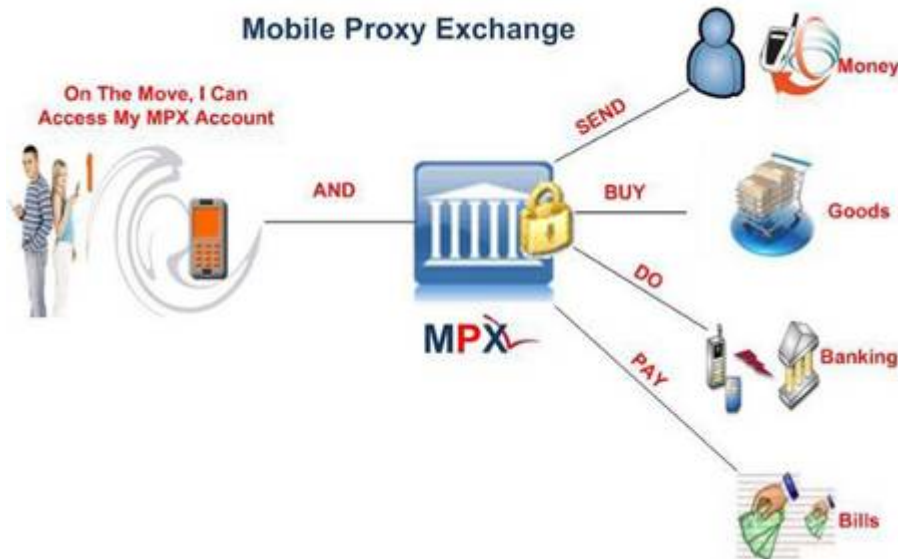 Mobile Proxy Exchange
On The Move, I Can
Access My MPX Account
AND
MPX
SEND
Money
BUY
Goods
DO
Banking
PAY
Bills